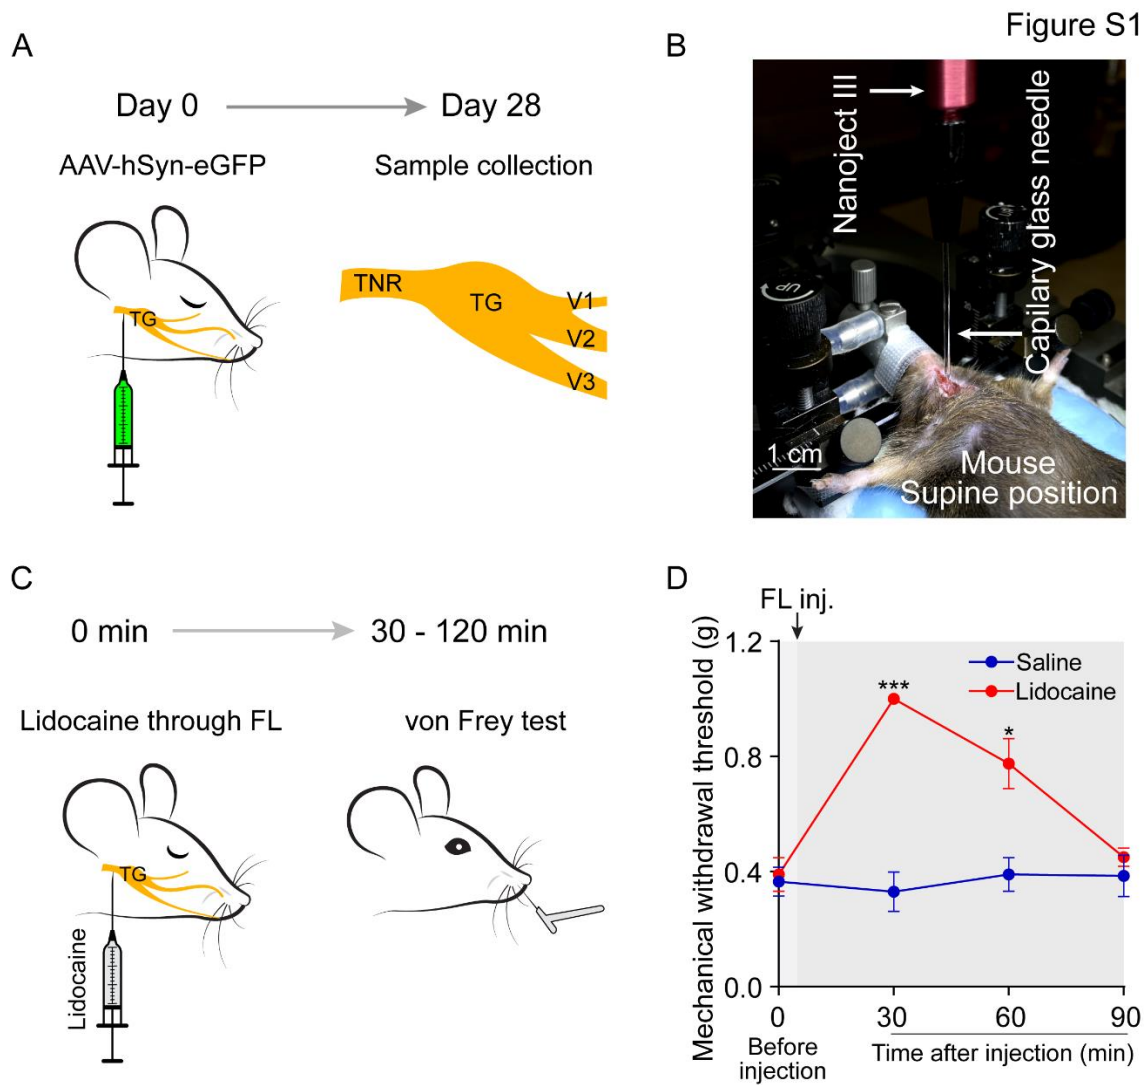 Figure S1
A
Day 0
Day 28
AAV-hSyn-eGFP
Sample collection
TG
TNR
TG
V1
V2
V3
B
Nanoject III
Capilary glass needle
UP
1 cm
Mouse
Supine position
C
0 min
30 - 120 min
Lidocaine through FL
von Frey test
TG
Lidocaine
D
FL inj.
Mechanical withdrawal threshold (g)
1.2
0.8
0.4
0.0
Saline
Lidocaine
***
*
0
30
60
90
Before
injection
Time after injection (min)